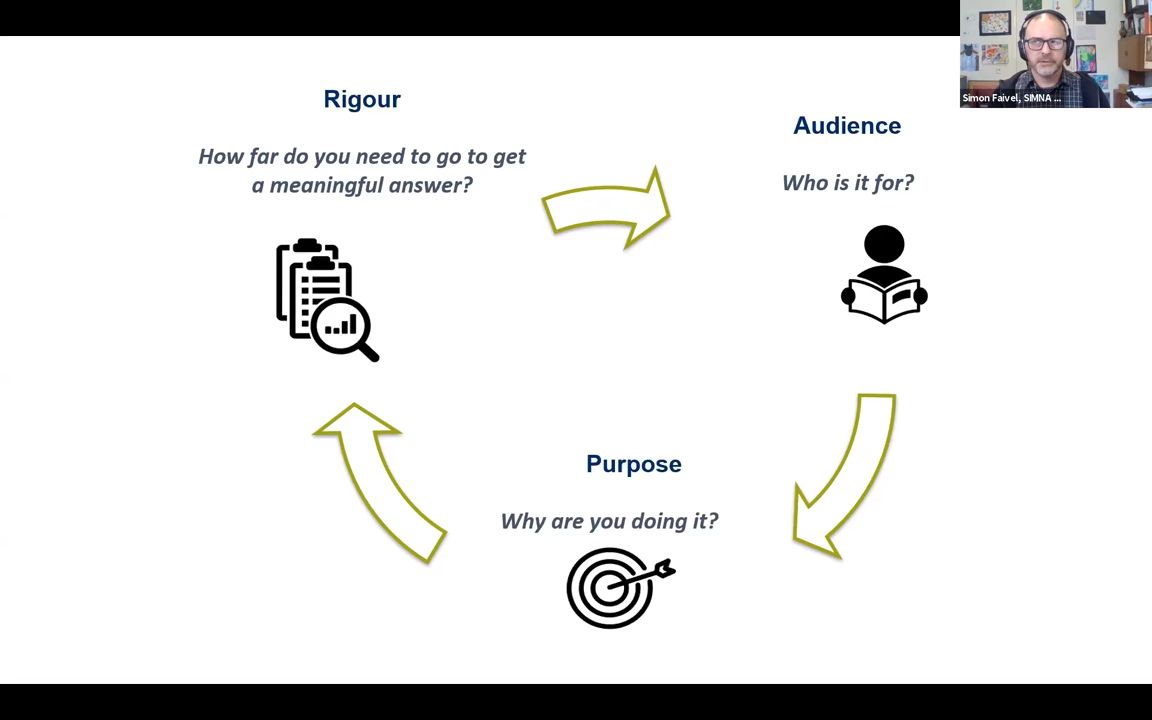 Simon Faivel, SIMNA ...
Rigour
How far do you need to go to get
a meaningful answer?
Audience
Who is it for?
Purpose
Why are you doing it?